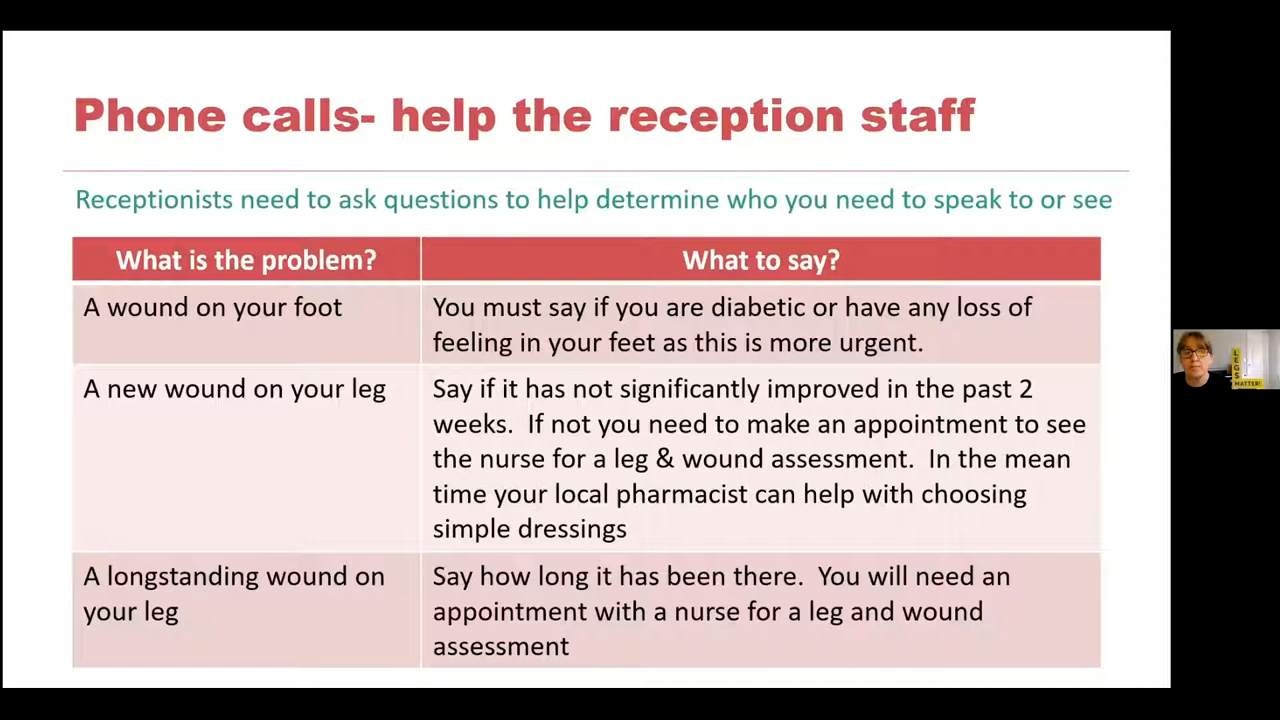 Phone calls- help the reception staff
Receptionists need to ask questions to help determine who you need to speak to or see
What is the problem?
What to say?
A wound on your foot
You must say if you are diabetic or have any loss of
feeling in your feet as this is more urgent.
A new wound on your leg
Say if it has not significantly improved in the past 2
weeks.  If not you need to make an appointment to see
the nurse for a leg & wound assessment.  In the mean
time your local pharmacist can help with choosing
simple dressings
A longstanding wound on
your leg
Say how long it has been there.  You will need an
appointment with a nurse for a leg and wound
assessment
LEGS
MATTER!